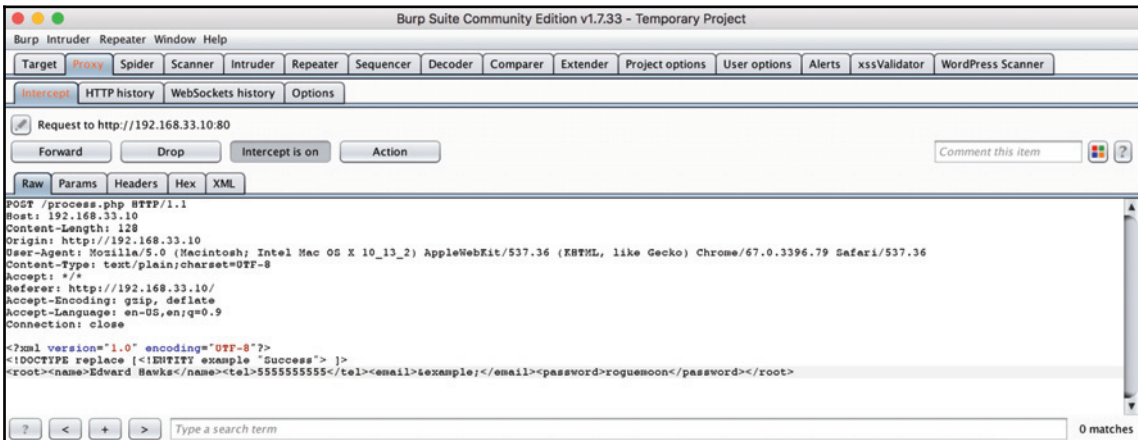 Burp Suite Community Edition v1.7.33 - Temporary Project
Burp Intruder Repeater Window Help
Target Proxy Spider Scanner Intruder Repeater Sequencer Decoder Comparer Extender Project options User options Alerts xssValidator WordPress Scanner
Intercept HTTP history WebSockets history Options
Request to http://192.168.33.10:80
Forward Drop Intercept is on Action Comment this item ?
Raw Params Headers Hex XML
POST /process.php HTTP/1.1
Host: 192.168.33.10
Content-Length: 128
Origin: http://192.168.33.10
User-Agent: Mozilla/5.0 (Macintosh; Intel Mac OS X 10_13_2) AppleWebKit/537.36 (KHTML, like Gecko) Chrome/67.0.3396.79 Safari/537.36
Content-Type: text/plain;charset=UTF-8
Accept: */*
Referer: http://192.168.33.10/
Accept-Encoding: gzip, deflate
Accept-Language: en-US,en;q=0.9
Connection: close
<?xml version="1.0" encoding="UTF-8"?>
<!DOCTYPE replace [<!ENTITY example "Success"> ]>
<root><name>Edward Hawks</name><tel>5555555555</tel><email>&example;</email><password>roguemoon</password></root>
? < + > Type a search term 0 matches